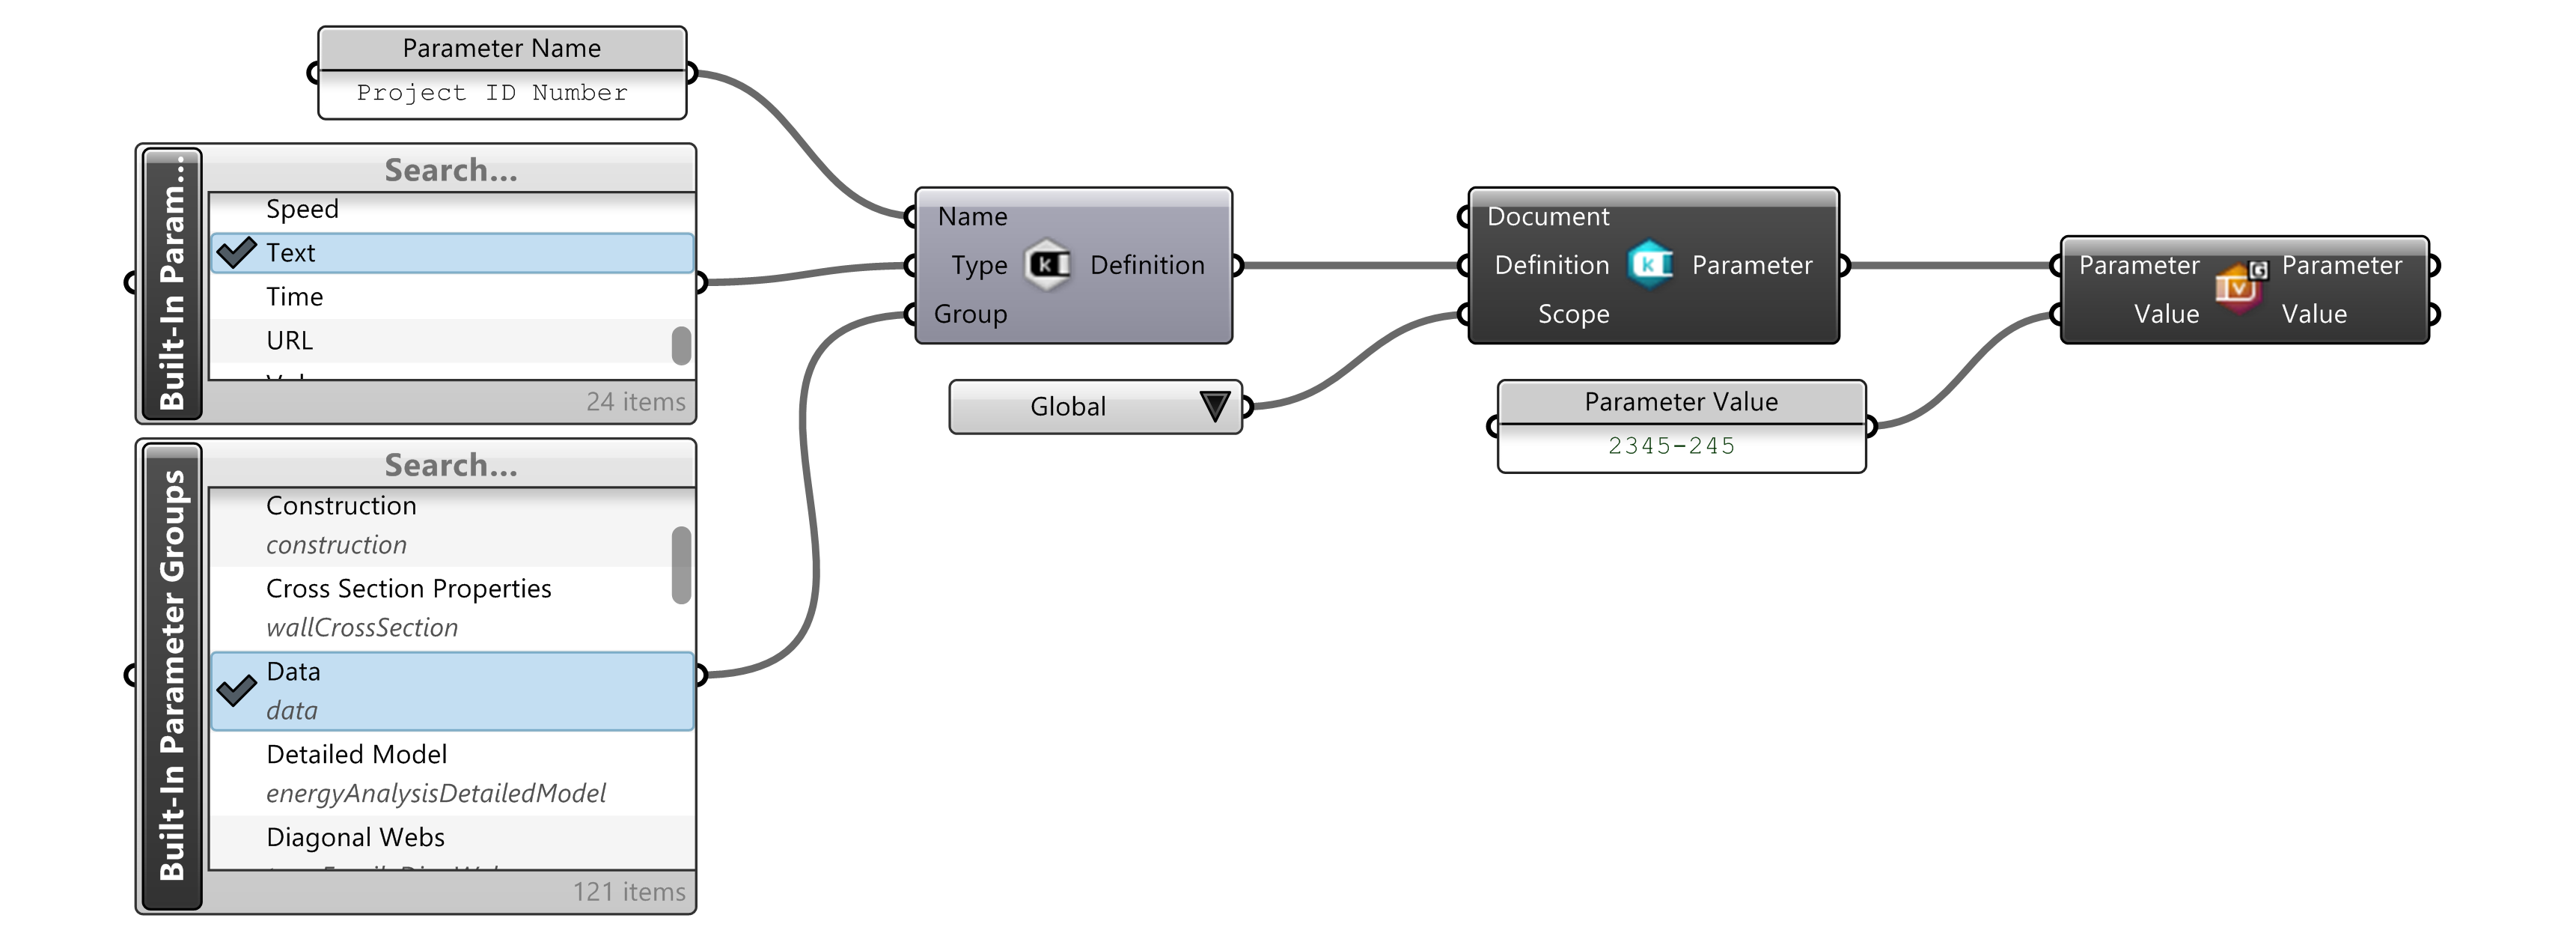 Parameter Name
Project ID Number
Built-In Param...
Search...
Speed
Text
Time
URL
24 items
Built-In Parameter Groups
Search...
Construction
construction
Cross Section Properties
wallCrossSection
Data
data
Detailed Model
energyAnalysisDetailedModel
Diagonal Webs
121 items
Name
Type K Definition
Group
Global
Document
Definition K Parameter
Scope
Parameter Value
2345-245
Parameter G Parameter
Value V Value